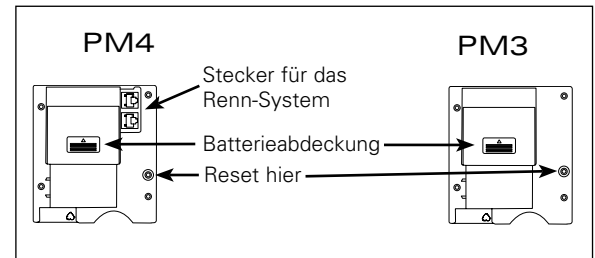 PM4
PM3
Stecker für das
Renn-System
Batterieabdeckung
Reset hier